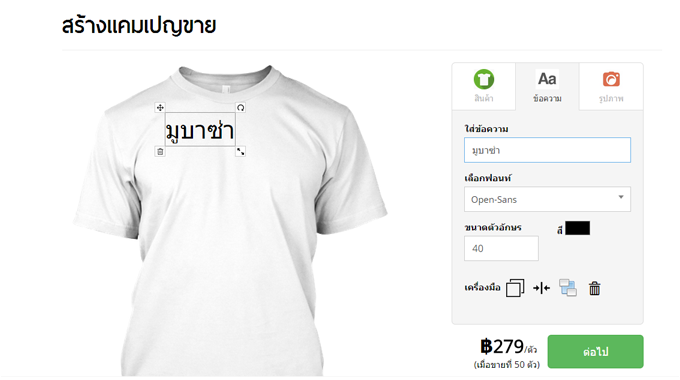 สร้างแคมเปญขาย
มูบาซ่า
สินค้า
Aa
ข้อความ
รูปภาพ
ใส่ข้อความ
มูบาซ่า
เลือกฟอนท์
Open-Sans
ขนาดตัวอักษร
สี
40
เครื่องมือ
฿279/ตัว
(เมื่อขายที่ 50 ตัว)
ต่อไป